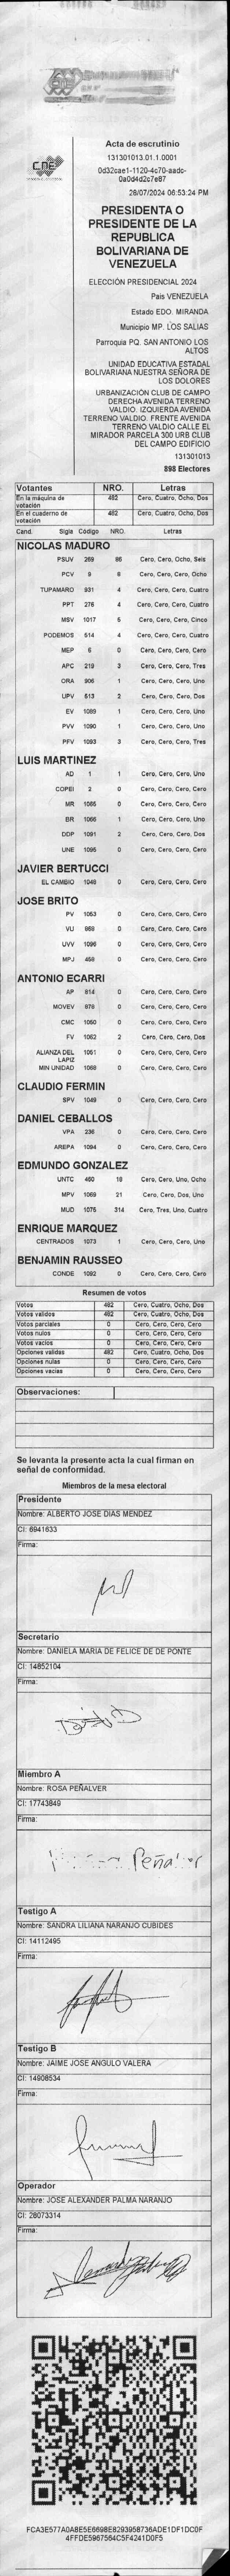 CNE
Acta de escrutinio
131301013.01.1.0001
0d32cae1-1120-4c70-aadc-
0a0d4d2c7e87
28/07/2024 06:53:24 PM
PRESIDENTA O
PRESIDENTE DE LA
REPUBLICA
BOLIVARIANA DE
VENEZUELA
ELECCIÓN PRESIDENCIAL 2024
Pais VENEZUELA
Estado EDO. MIRANDA
Municipio MP. LOS SALIAS
Parroquia PQ. SAN ANTONIO LOS
ALTOS
UNIDAD EDUCATIVA ESTADAL
BOLIVARIANA NUESTRA SEÑORA DE
LOS DOLORES
URBANIZACIÓN CLUB DE CAMPO
DERECHA AVENIDA TERRENO
VALDIO. IZQUIERDA AVENIDA
TERRENO VALDIO. FRENTE AVENIDA
TERRENO VALDIO CALLE EL
MIRADOR PARCELA 300 URB CLUB
DEL CAMPO EDIFICIO
131301013
898 Electores
Votantes NRO. Letras
En la máquina de votación 482 Cero, Cuatro, Ocho, Dos
En el cuaderno de votación 482 Cero, Cuatro, Ocho, Dos
Cand. Sigla Código NRO. Letras
NICOLAS MADURO
PSUV 269 86 Cero, Cero, Ocho, Seis
PCV 9 8 Cero, Cero, Cero, Ocho
TUPAMARO 931 4 Cero, Cero, Cero, Cuatro
PPT 276 4 Cero, Cero, Cero, Cuatro
MSV 1017 5 Cero, Cero, Cero, Cinco
PODEMOS 514 4 Cero, Cero, Cero, Cuatro
MEP 6 0 Cero, Cero, Cero, Cero
APC 219 3 Cero, Cero, Cero, Tres
ORA 906 1 Cero, Cero, Cero, Uno
UPV 513 2 Cero, Cero, Cero, Dos
EV 1089 1 Cero, Cero, Cero, Uno
PVV 1090 1 Cero, Cero, Cero, Uno
PFV 1093 3 Cero, Cero, Cero, Tres
LUIS MARTINEZ
AD 1 1 Cero, Cero, Cero, Uno
COPEI 2 0 Cero, Cero, Cero, Cero
MR 1065 0 Cero, Cero, Cero, Cero
BR 1066 1 Cero, Cero, Cero, Uno
DDP 1091 2 Cero, Cero, Cero, Dos
UNE 1095 0 Cero, Cero, Cero, Cero
JAVIER BERTUCCI
EL CAMBIO 1048 0 Cero, Cero, Cero, Cero
JOSE BRITO
PV 1053 0 Cero, Cero, Cero, Cero
VU 868 0 Cero, Cero, Cero, Cero
UVV 1096 0 Cero, Cero, Cero, Cero
MPJ 458 0 Cero, Cero, Cero, Cero
ANTONIO ECARRI
AP 814 0 Cero, Cero, Cero, Cero
MOVEV 878 0 Cero, Cero, Cero, Cero
CMC 1050 0 Cero, Cero, Cero, Cero
FV 1062 2 Cero, Cero, Cero, Dos
ALIANZA DEL LAPIZ 1051 0 Cero, Cero, Cero, Cero
MIN UNIDAD 1068 0 Cero, Cero, Cero, Cero
CLAUDIO FERMIN
SPV 1049 0 Cero, Cero, Cero, Cero
DANIEL CEBALLOS
VPA 236 0 Cero, Cero, Cero, Cero
AREPA 1094 0 Cero, Cero, Cero, Cero
EDMUNDO GONZALEZ
UNTC 460 18 Cero, Cero, Uno, Ocho
MPV 1069 21 Cero, Cero, Dos, Uno
MUD 1075 314 Cero, Tres, Uno, Cuatro
ENRIQUE MARQUEZ
CENTRADOS 1073 1 Cero, Cero, Cero, Uno
BENJAMIN RAUSSEO
CONDE 1092 0 Cero, Cero, Cero, Cero
Resumen de votos
Votos 482 Cero, Cuatro, Ocho, Dos
Votos validos 482 Cero, Cuatro, Ocho, Dos
Votos parciales 0 Cero, Cero, Cero, Cero
Votos nulos 0 Cero, Cero, Cero, Cero
Votos vacios 0 Cero, Cero, Cero, Cero
Opciones validas 482 Cero, Cuatro, Ocho, Dos
Opciones nulas 0 Cero, Cero, Cero, Cero
Opciones vacias 0 Cero, Cero, Cero, Cero
Observaciones:
Se levanta la presente acta la cual firman en
señal de conformidad.
Miembros de la mesa electoral
Presidente
Nombre: ALBERTO JOSE DIAS MENDEZ
CI: 6941633
Firma:
Secretario
Nombre: DANIELA MARIA DE FELICE DE DE PONTE
CI: 14852104
Firma:
Miembro A
Nombre: ROSA PEÑALVER
CI: 17743849
Firma:
Peñalver
Testigo A
Nombre: SANDRA LILIANA NARANJO CUBIDES
CI: 14112495
Firma:
Testigo B
Nombre: JAIME JOSE ANGULO VALERA
CI: 14908534
Firma:
Operador
Nombre: JOSE ALEXANDER PALMA NARANJO
CI: 26073314
Firma:
FCA3E577A0A8E5E6698E8293958736ADE1DF1DC0F
4FFDE5967564C5F4241D0F5